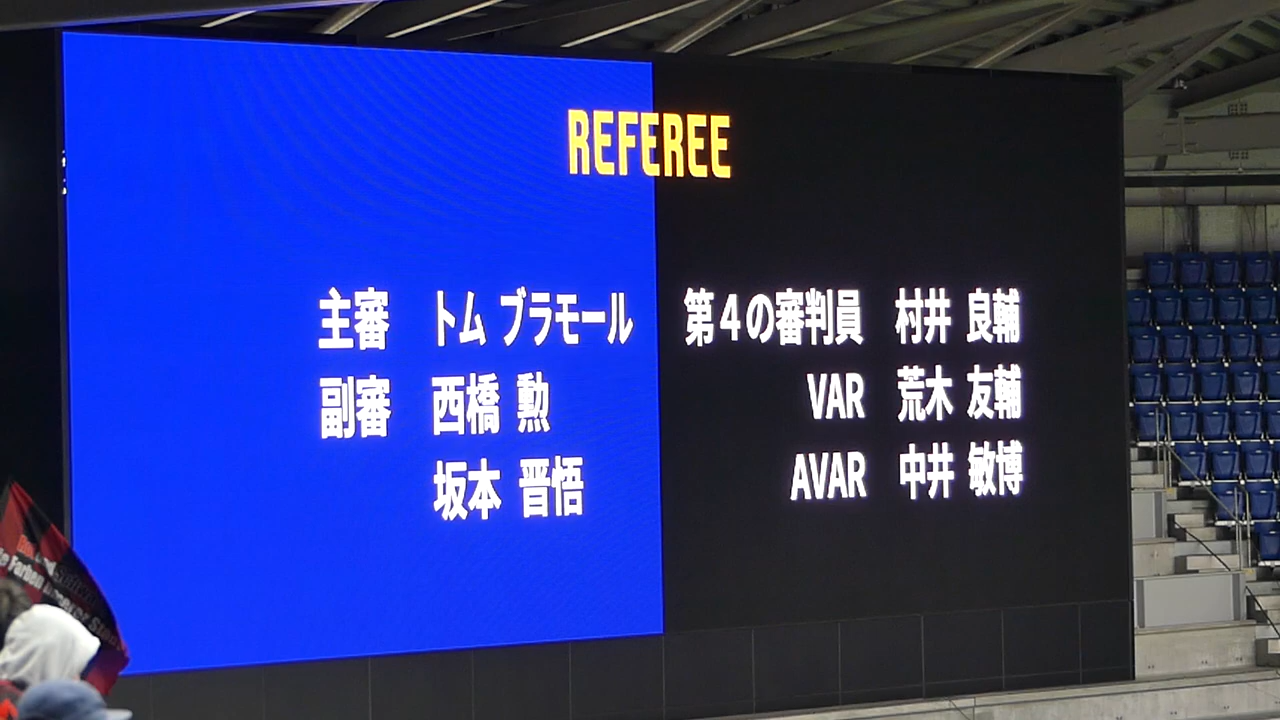 REFEREE
主審 トム ブラモール
副審 西橋 勲
坂本 晋悟
第４の審判員 村井 良輔
VAR 荒木 友輔
AVAR 中井 敏博